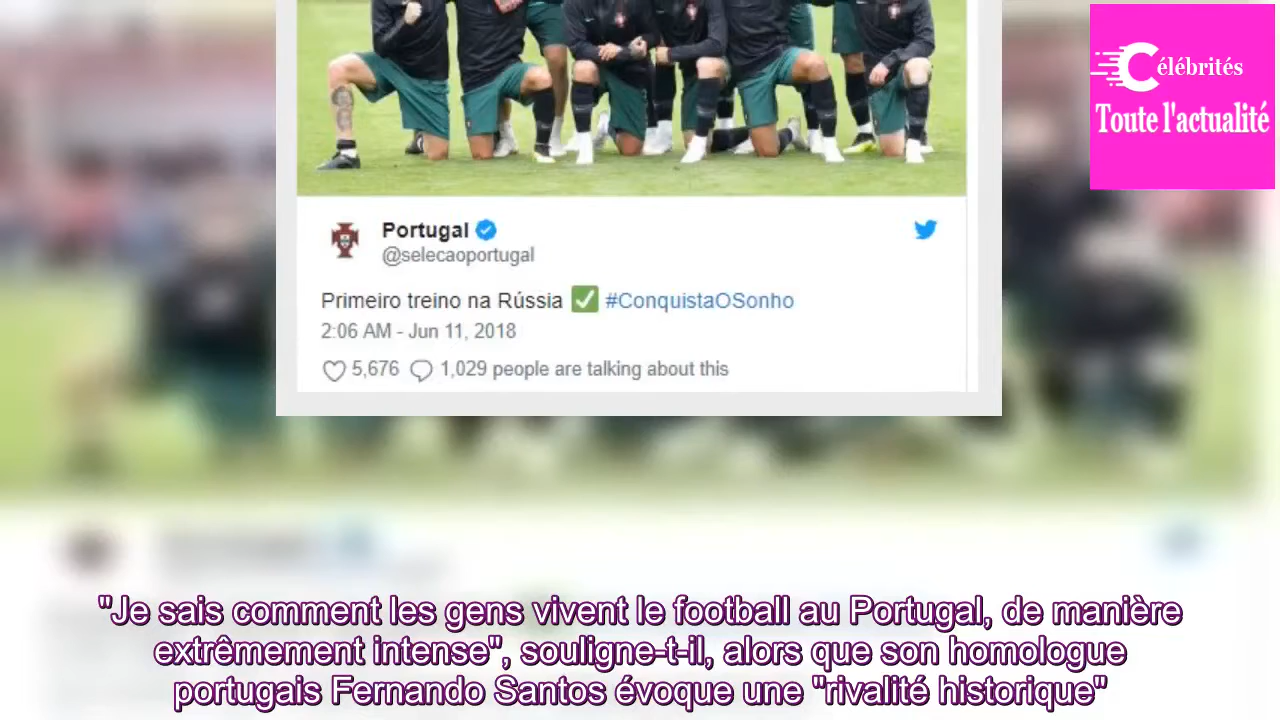 Célébrités
Toute l'actualité
Portugal
@selecaoportugal
Primeiro treino na Rússia ✅ #ConquistaOSonho
2:06 AM - Jun 11, 2018
5,676 1,029 people are talking about this
"Je sais comment les gens vivent le football au Portugal, de manière
extrêmement intense", souligne-t-il, alors que son homologue
portugais Fernando Santos évoque une "rivalité historique"